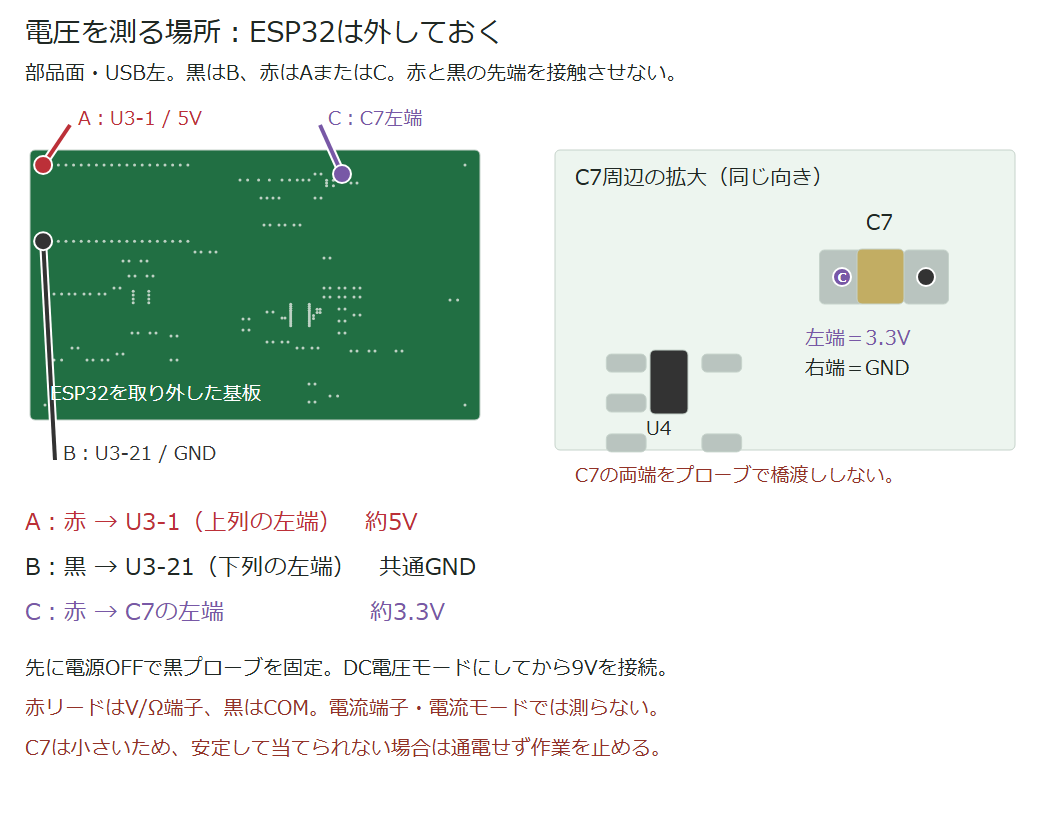 電圧を測る場所：ESP32は外しておく
部品面・USB左。黒はB、赤はAまたはC。赤と黒の先端を接触させない。
A：U3-1 / 5V
C：C7左端
C7周辺の拡大（同じ向き）
C7
C
左端＝3.3V
右端＝GND
U4
ESP32を取り外した基板
B：U3-21 / GND
C7の両端をプローブで橋渡ししない。
A：赤 → U3-1（上列の左端）　約5V
B：黒 → U3-21（下列の左端）　共通GND
C：赤 → C7の左端　約3.3V
先に電源OFFで黒プローブを固定。DC電圧モードにしてから9Vを接続。
赤リードはV/Ω端子、黒はCOM。電流端子・電流モードでは測らない。
C7は小さいため、安定して当てられない場合は通電せず作業を止める。